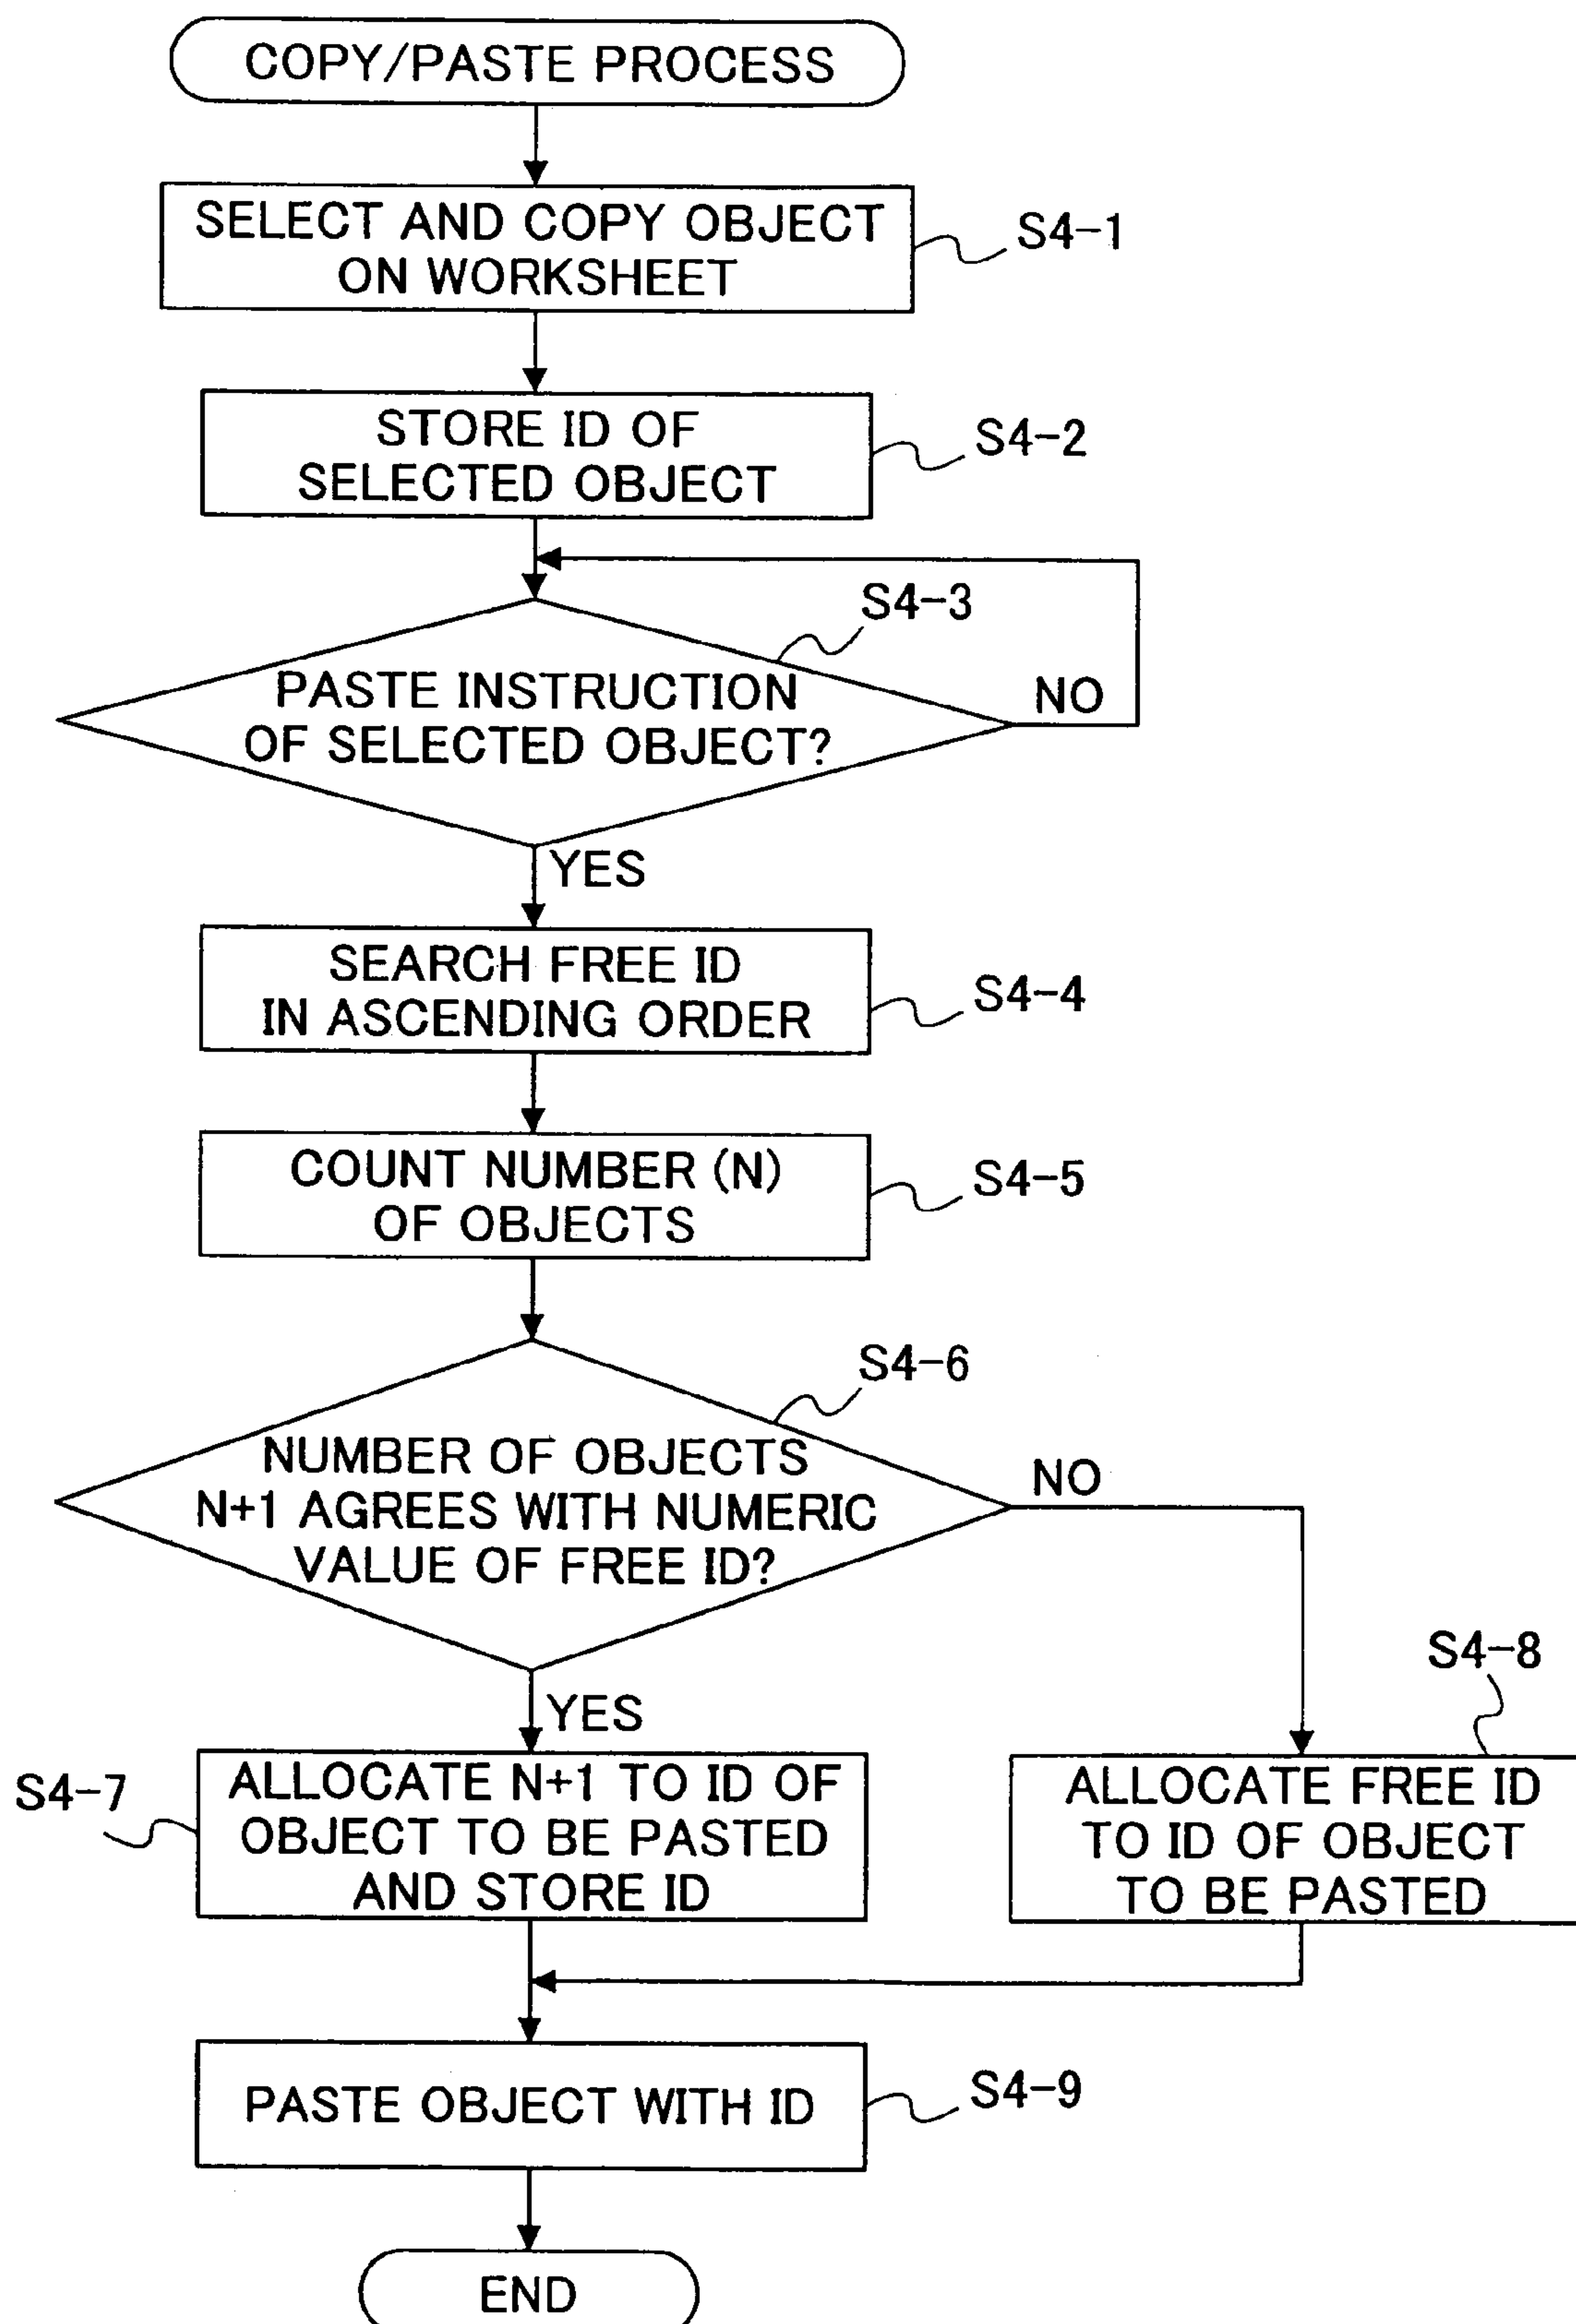 COPY/PASTE PROCESS
SELECT AND COPY OBJECT
ON WORKSHEET
S4-1
STORE ID OF
SELECTED OBJECT
S4-2
S4-3
PASTE INSTRUCTION
OF SELECTED OBJECT?
NO
YES
SEARCH FREE ID
IN ASCENDING ORDER
S4-4
COUNT NUMBER (N)
OF OBJECTS
S4-5
S4-6
NUMBER OF OBJECTS
N+1 AGREES WITH NUMERIC
VALUE OF FREE ID?
NO
YES
S4-7
ALLOCATE N+1 TO ID OF
OBJECT TO BE PASTED
AND STORE ID
S4-8
ALLOCATE FREE ID
TO ID OF OBJECT
TO BE PASTED
PASTE OBJECT WITH ID
S4-9
END